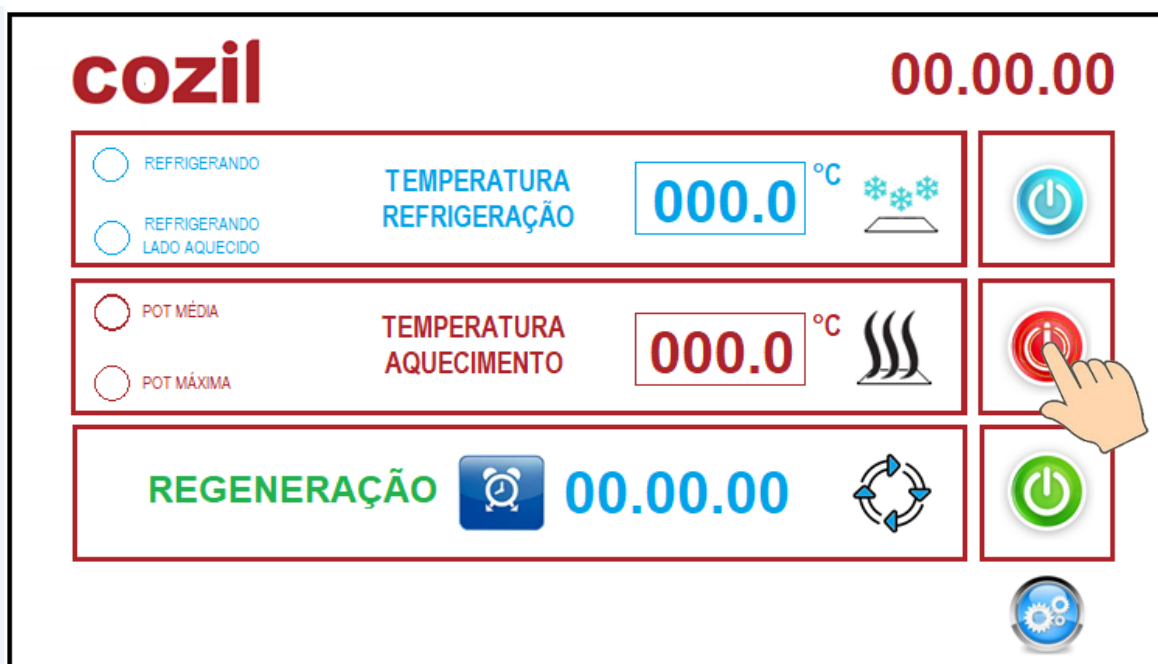 cozil
00.00.00
REFRIGERANDO
REFRIGERANDO
LADO AQUECIDO
TEMPERATURA
REFRIGERAÇÃO
000.0
°C
POT MÉDIA
POT MÁXIMA
TEMPERATURA
AQUECIMENTO
000.0
°C
REGENERAÇÃO
00.00.00